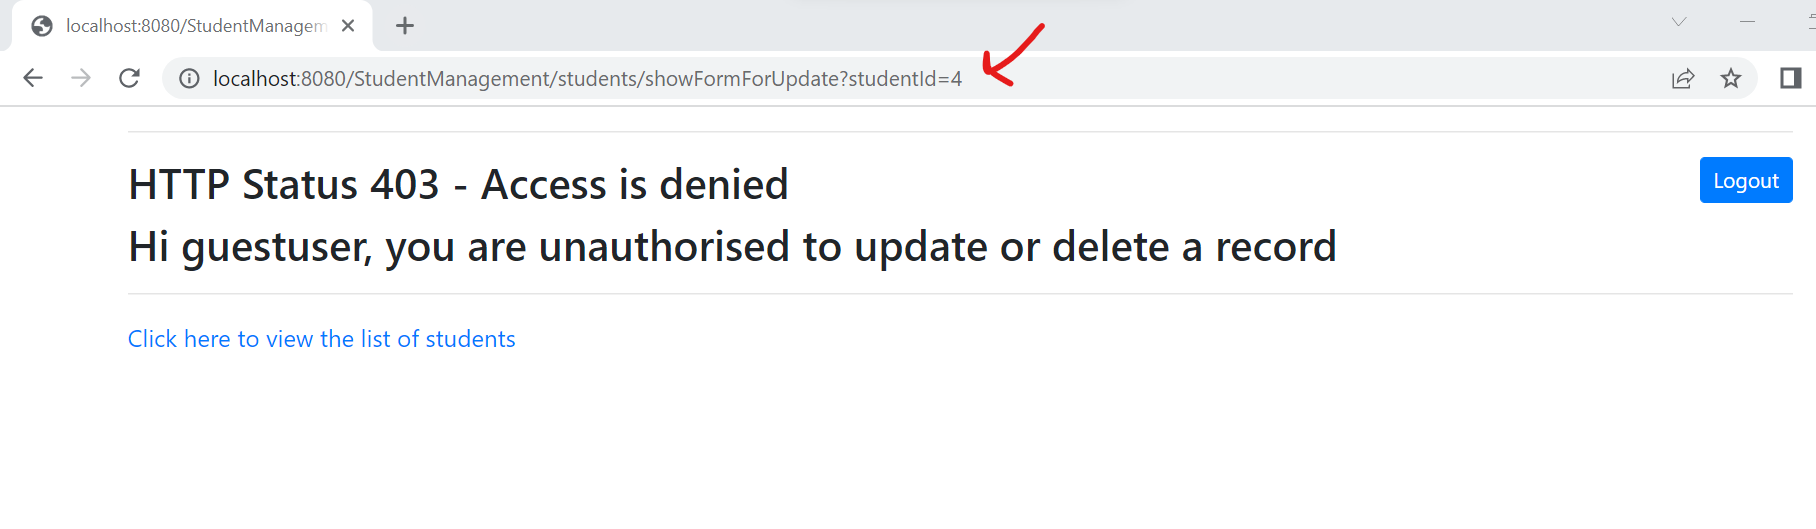 localhost:8080/StudentManagem
localhost:8080/StudentManagement/students/showFormForUpdate?studentId=4
HTTP Status 403 - Access is denied
Logout
Hi guestuser, you are unauthorised to update or delete a record
Click here to view the list of students